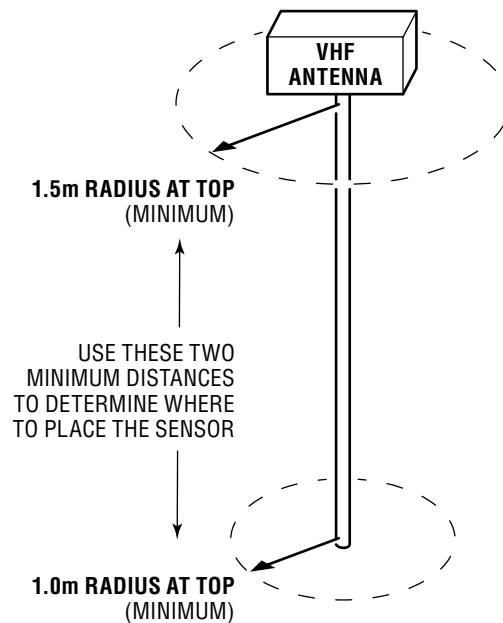 VHF
ANTENNA
1.5m RADIUS AT TOP
(MINIMUM)
USE THESE TWO
MINIMUM DISTANCES
TO DETERMINE WHERE
TO PLACE THE SENSOR
1.0m RADIUS AT TOP
(MINIMUM)